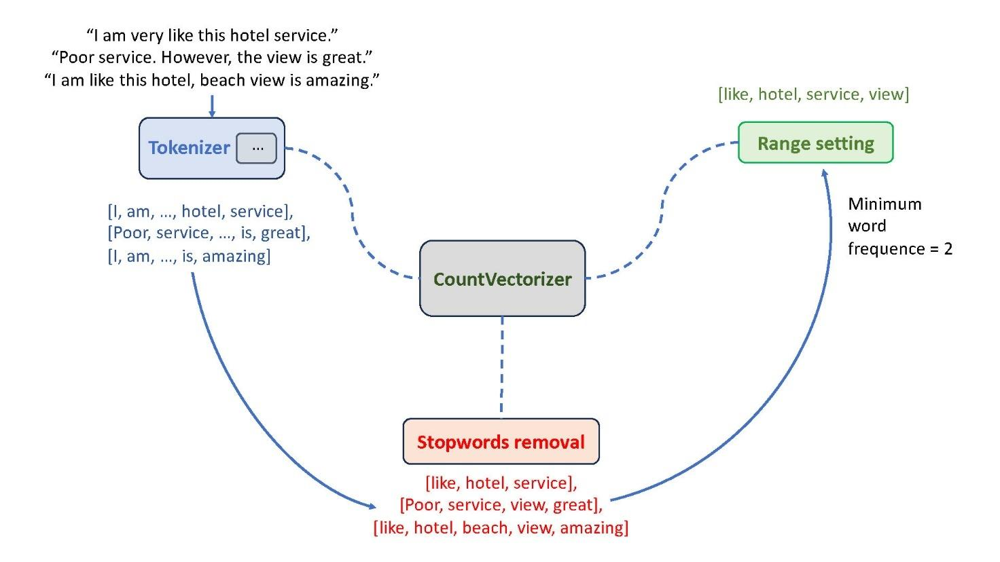 “I am very like this hotel service.”
“Poor service. However, the view is great.”
“I am like this hotel, beach view is amazing.”
Tokenizer ...
[I, am, ..., hotel, service],
[Poor, service, ..., is, great],
[I, am, ..., is, amazing]
CountVectorizer
Stopwords removal
[like, hotel, service],
[Poor, service, view, great],
[like, hotel, beach, view, amazing]
[like, hotel, service, view]
Range setting
Minimum
word
frequence = 2